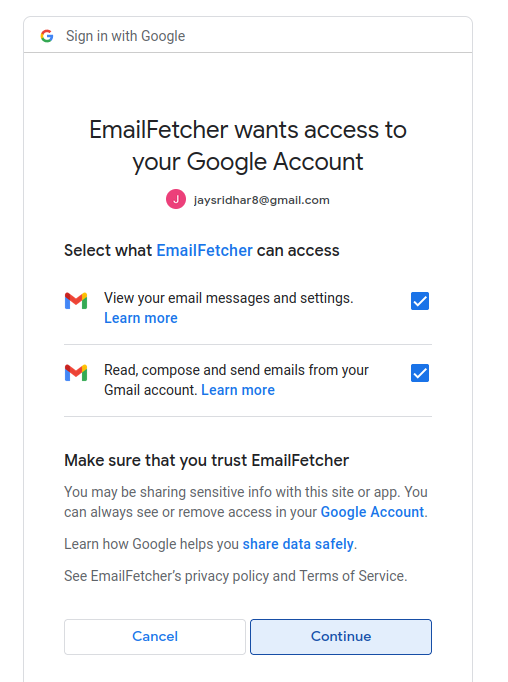 Sign in with Google
EmailFetcher wants access to
your Google Account
J jaysridhar8@gmail.com
Select what EmailFetcher can access
View your email messages and settings.
Learn more
Read, compose and send emails from your
Gmail account. Learn more
Make sure that you trust EmailFetcher
You may be sharing sensitive info with this site or app. You
can always see or remove access in your Google Account.
Learn how Google helps you share data safely.
See EmailFetcher’s privacy policy and Terms of Service.
Cancel Continue